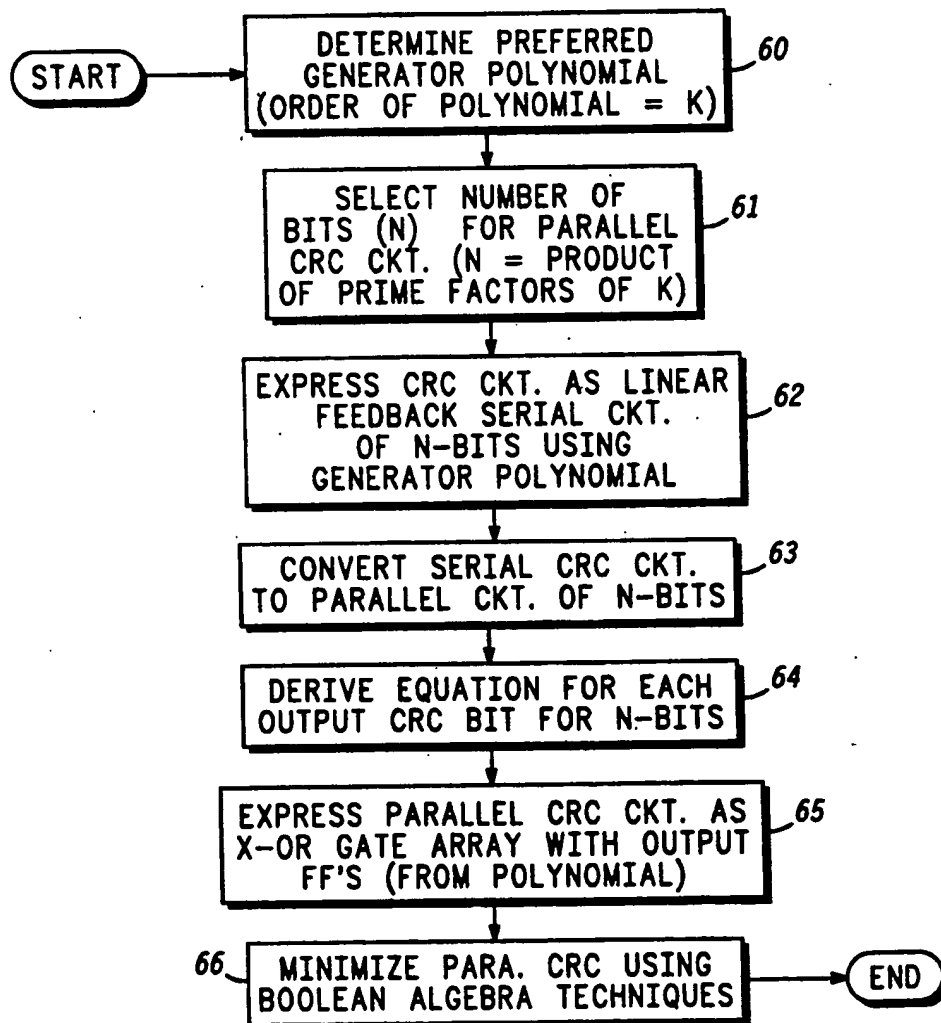 START
DETERMINE PREFERRED
GENERATOR POLYNOMIAL
(ORDER OF POLYNOMIAL = K)
60
SELECT NUMBER OF
BITS (N) FOR PARALLEL
CRC CKT. (N = PRODUCT
OF PRIME FACTORS OF K)
61
EXPRESS CRC CKT. AS LINEAR
FEEDBACK SERIAL CKT.
OF N-BITS USING
GENERATOR POLYNOMIAL
62
CONVERT SERIAL CRC CKT.
TO PARALLEL CKT. OF N-BITS
63
DERIVE EQUATION FOR EACH
OUTPUT CRC BIT FOR N-BITS
64
EXPRESS PARALLEL CRC CKT. AS
X-OR GATE ARRAY WITH OUTPUT
FF'S (FROM POLYNOMIAL)
65
66
MINIMIZE PARA. CRC USING
BOOLEAN ALGEBRA TECHNIQUES
END